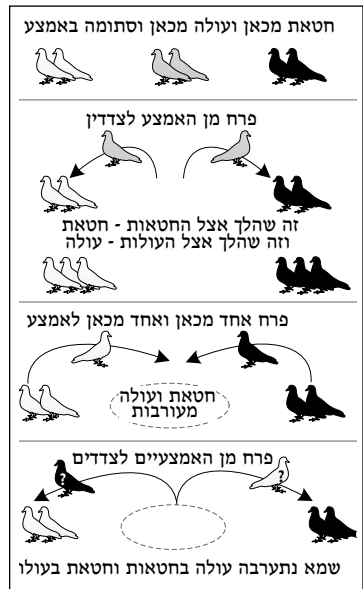 חטאת מכאן ועולה מכאן וסתומה באמצע
פרח מן האמצע לצדדין
זה שהלך אצל החטאות - חטאת
וזה שהלך אצל העולות - עולה
פרח אחד מכאן ואחד מכאן לאמצע
חטאת ועולה
מעורבות
פרח מן האמצעיים לצדדים
? ?
שמא נתערבה עולה בחטאות וחטאת בעולו